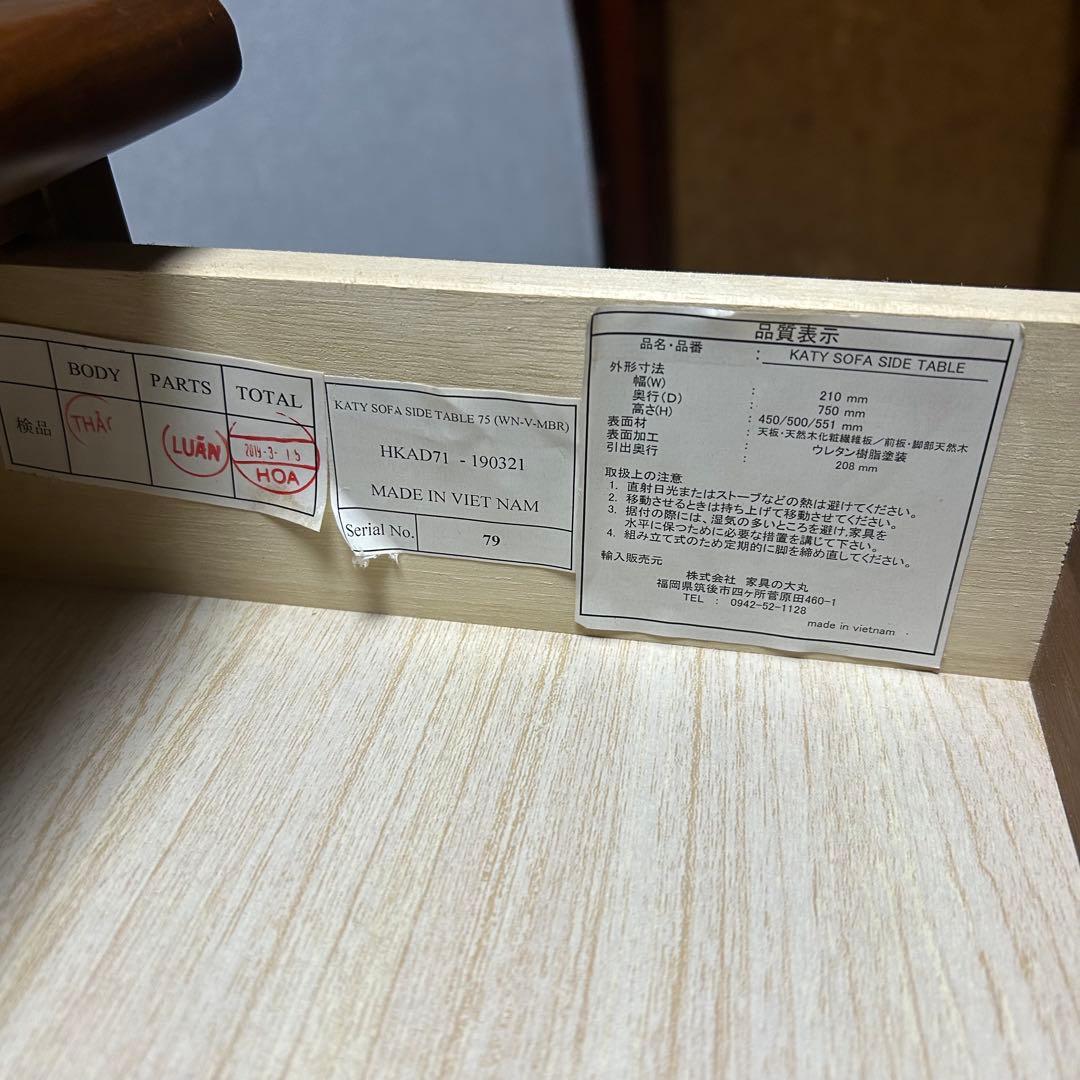 BODY PARTS TOTAL
検品 THẢ LUÂN 2019-3-15 HOA
KATY SOFA SIDE TABLE 75 (WN-V-MBR)
HKAD71 - 190321
MADE IN VIET NAM
Serial No. 79
品質表示
品名・品番 : KATY SOFA SIDE TABLE
外形寸法
幅(W) : 210 mm
奥行(D) : 750 mm
高さ(H) : 450/500/551 mm
表面材 : 天板・天然木化粧繊維板/前板・脚部天然木
表面加工 : ウレタン樹脂塗装
引出奥行 : 208 mm
取扱上の注意
1. 直射日光またはストーブなどの熱は避けてください。
2. 移動させるときは持ち上げて移動させてください。
3. 据付の際には、湿気の多いところを避け,家具を
水平に保つために必要な措置を講じて下さい。
4. 組み立て式のため定期的に脚を締め直してください。
輸入販売元
株式会社 家具の大丸
福岡県筑後市四ヶ所菅原田460-1
TEL : 0942-52-1128
made in vietnam .